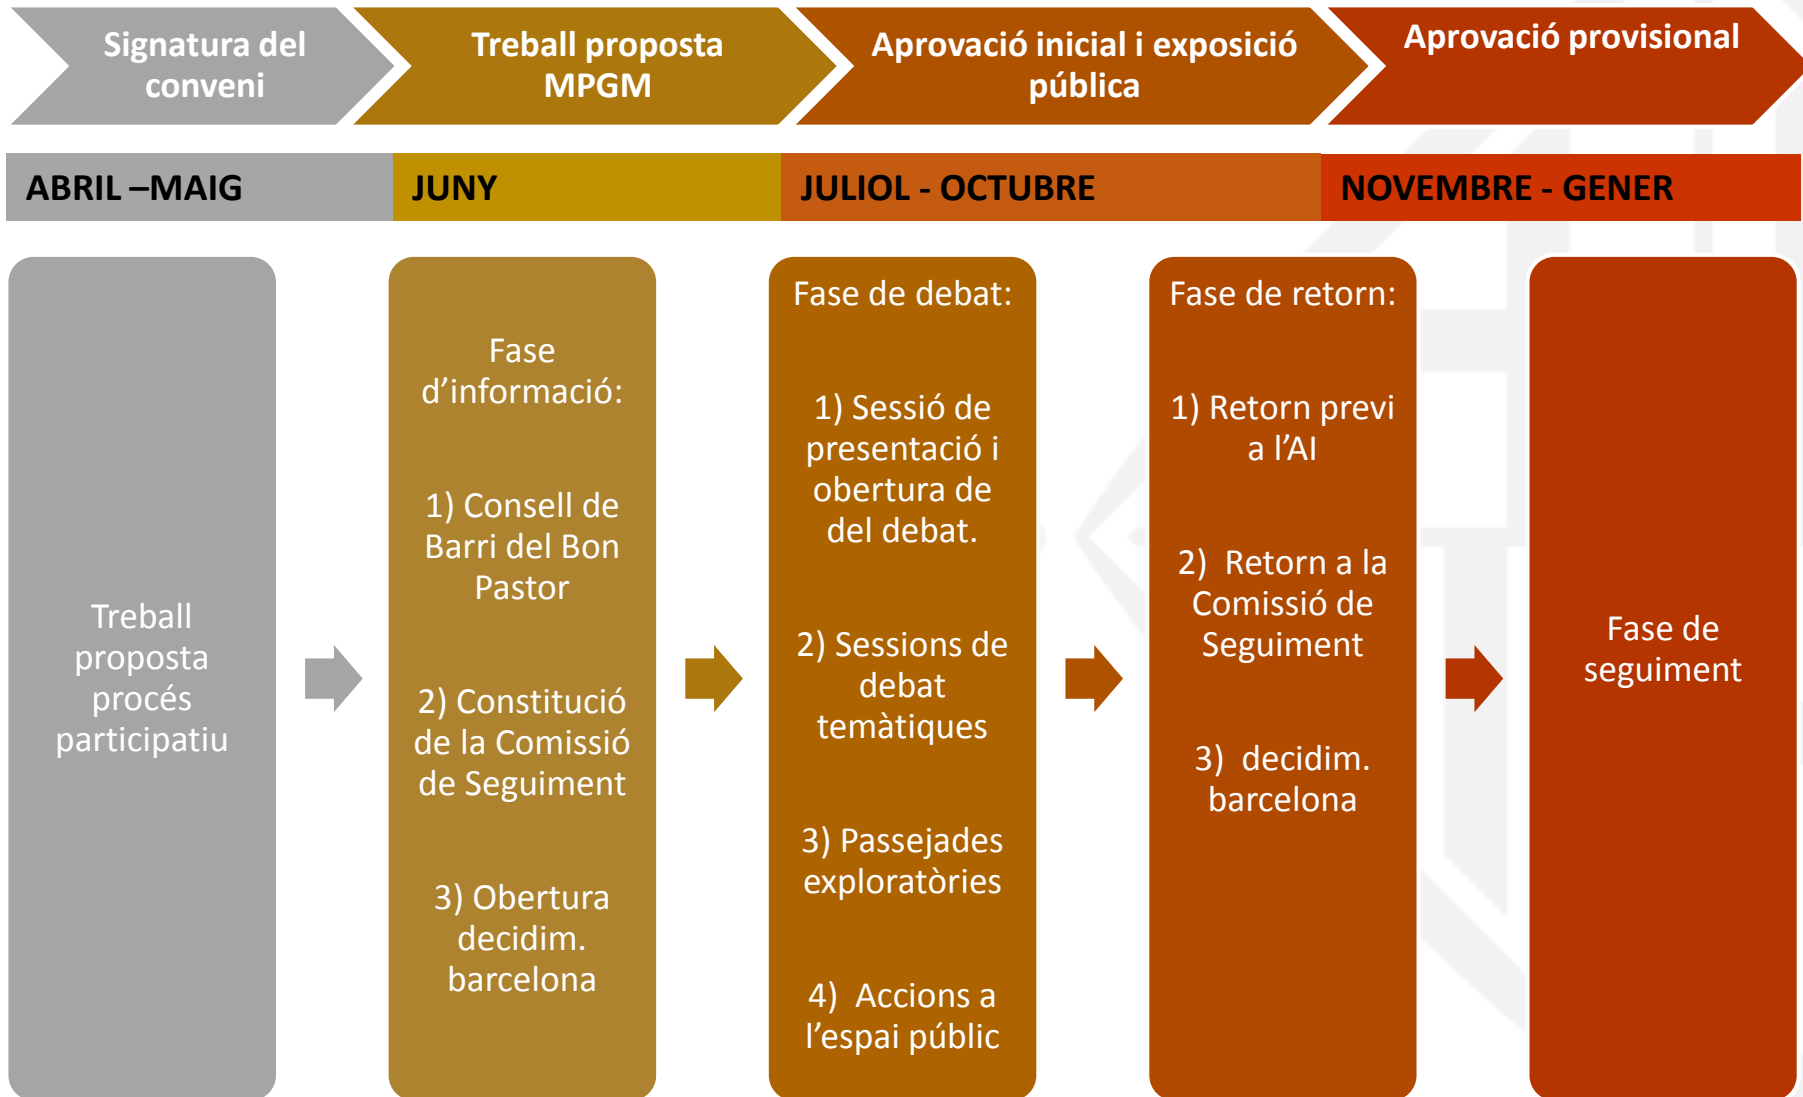 Signatura del
conveni
Treball proposta
MPGM
Aprovació inicial i exposició
pública
Aprovació provisional
ABRIL –MAIG
JUNY
JULIOL - OCTUBRE
NOVEMBRE - GENER
Treball
proposta
procés
participatiu
Fase
d’informació:
1) Consell de
Barri del Bon
Pastor
2) Constitució
de la Comissió
de Seguiment
3) Obertura
decidim.
barcelona
Fase de debat:
1) Sessió de
presentació i
obertura de
del debat.
2) Sessions de
debat
temàtiques
3) Passejades
exploratòries
4) Accions a
l’espai públic
Fase de retorn:
1) Retorn previ
a l’AI
2) Retorn a la
Comissió de
Seguiment
3) decidim.
barcelona
Fase de
seguiment